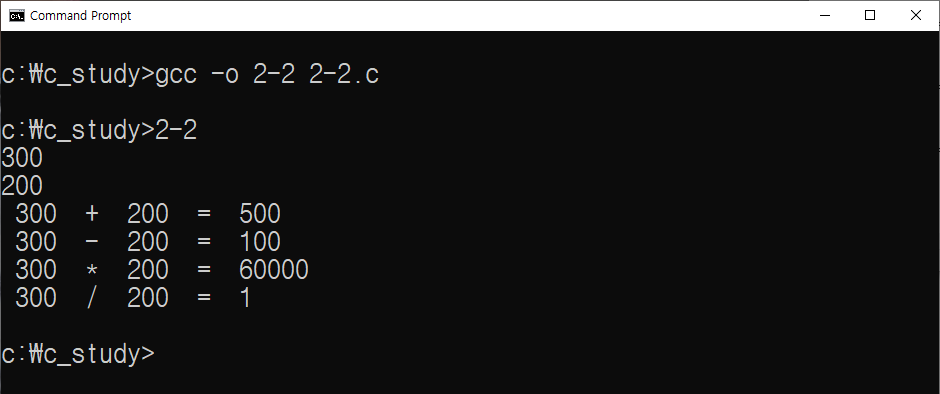 Command Prompt
c:₩c_study>gcc -o 2-2 2-2.c
c:₩c_study>2-2
300
200
300 + 200 = 500
300 - 200 = 100
300 * 200 = 60000
300 / 200 = 1
c:₩c_study>